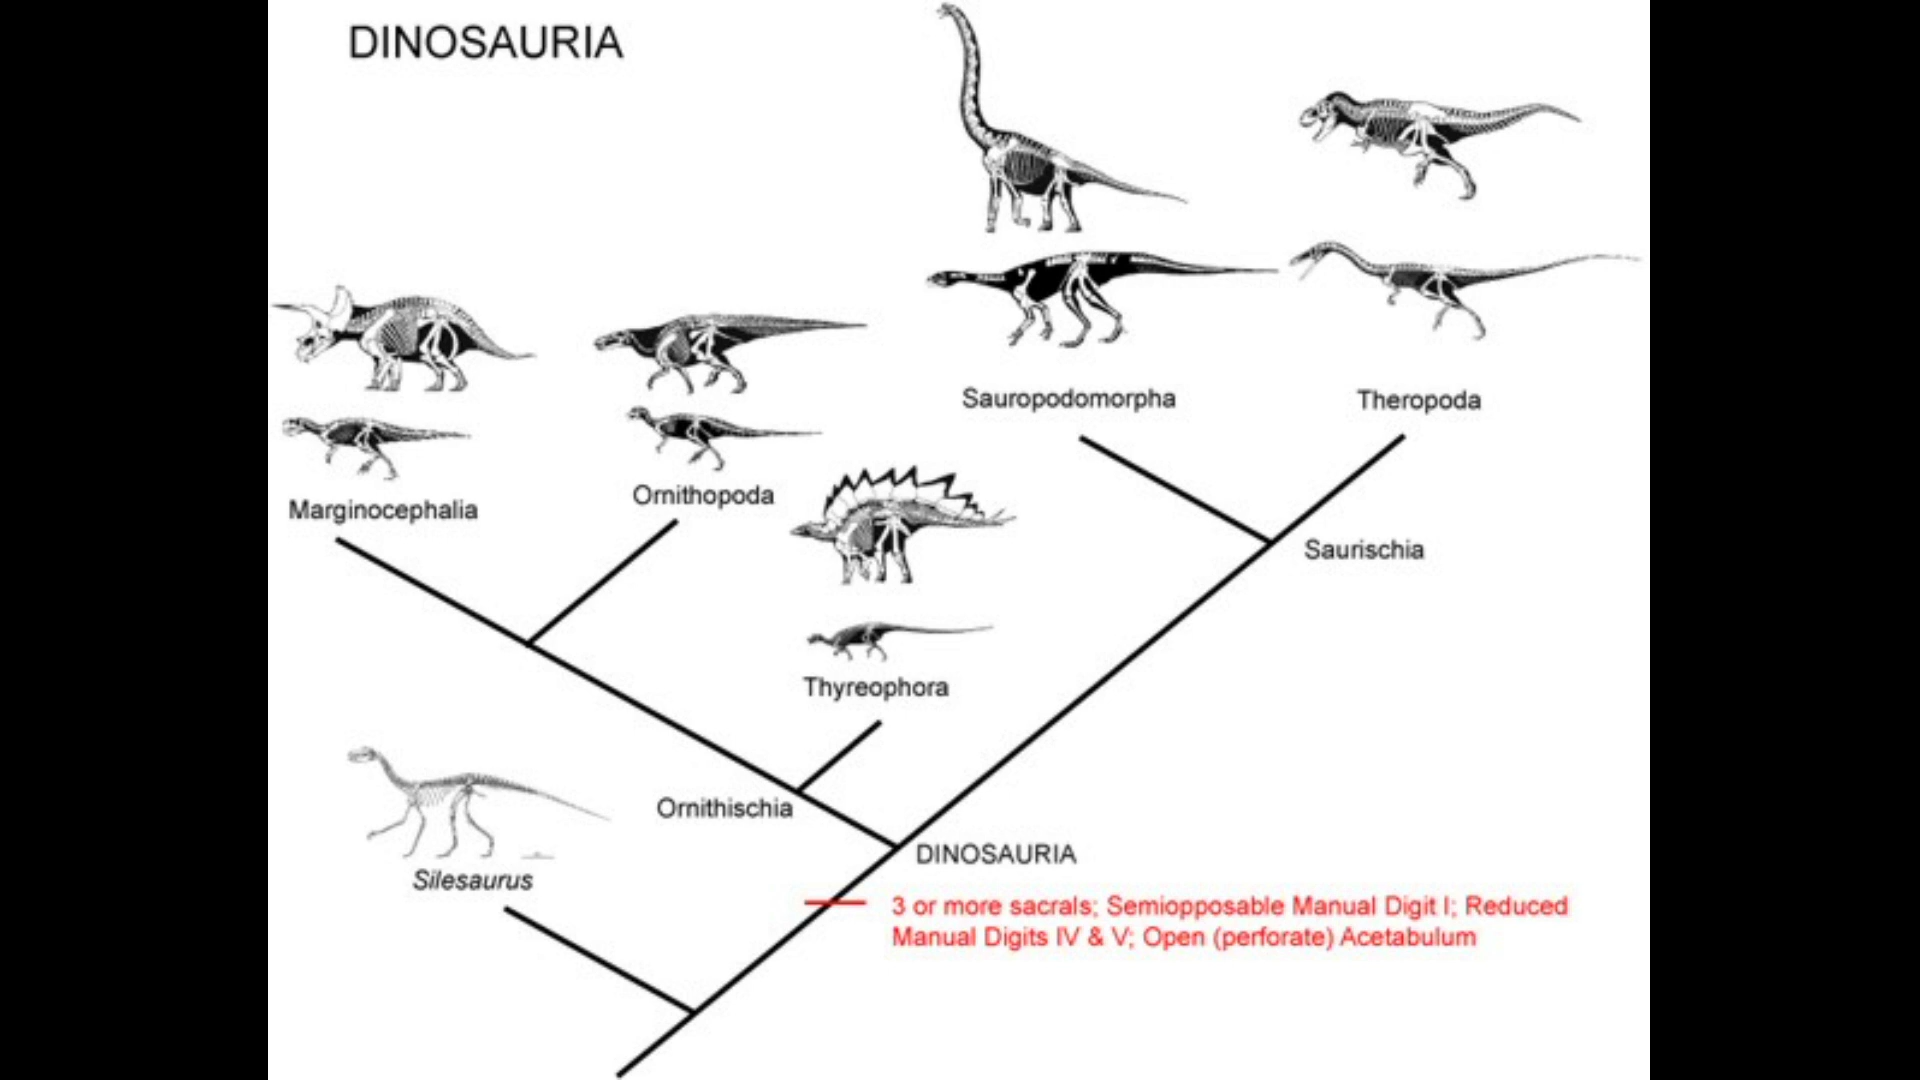 DINOSAURIA
Sauropodomorpha
Theropoda
Marginocephalia
Ornithopoda
Saurischia
Thyreophora
Ornithischia
DINOSAURIA
Silesaurus
3 or more sacrals; Semiopposable Manual Digit I; Reduced
Manual Digits IV & V; Open (perforate) Acetabulum